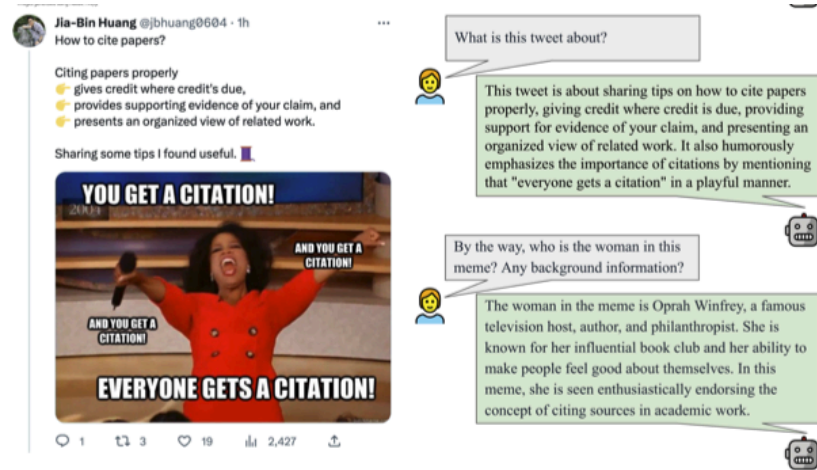 Jia-Bin Huang @jbhuang0604 · 1h
How to cite papers?
Citing papers properly
👉 gives credit where credit's due,
👉 provides supporting evidence of your claim, and
👉 presents an organized view of related work.
Sharing some tips I found useful. 🧵
YOU GET A CITATION!
2004
AND YOU GET A
CITATION!
AND YOU GET A
CITATION!
EVERYONE GETS A CITATION!
1 3 19 2,427
What is this tweet about?
This tweet is about sharing tips on how to cite papers
properly, giving credit where credit is due, providing
support for evidence of your claim, and presenting an
organized view of related work. It also humorously
emphasizes the importance of citations by mentioning
that "everyone gets a citation" in a playful manner.
By the way, who is the woman in this
meme? Any background information?
The woman in the meme is Oprah Winfrey, a famous
television host, author, and philanthropist. She is
known for her influential book club and her ability to
make people feel good about themselves. In this
meme, she is seen enthusiastically endorsing the
concept of citing sources in academic work.